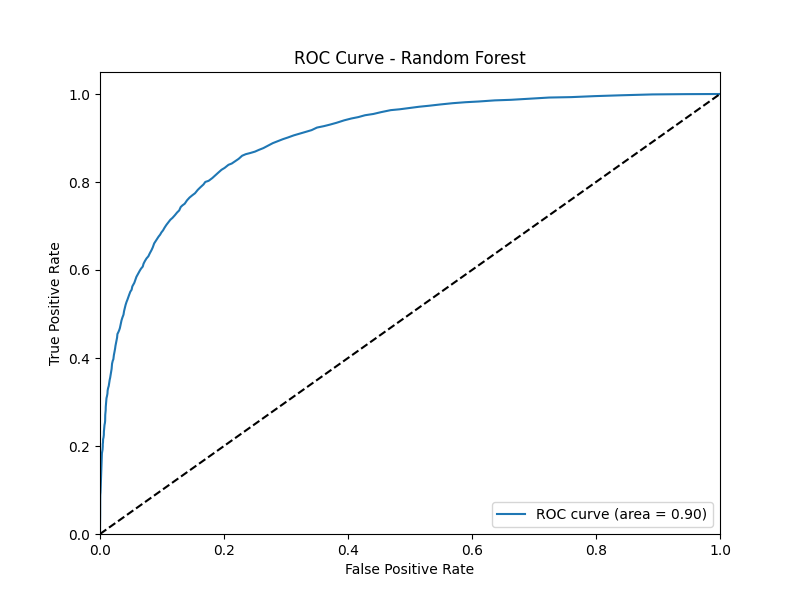 ROC Curve - Random Forest
1.0
0.8
0.6
0.4
0.2
0.0
True Positive Rate
ROC curve (area = 0.90)
0.0 0.2 0.4 0.6 0.8 1.0
False Positive Rate